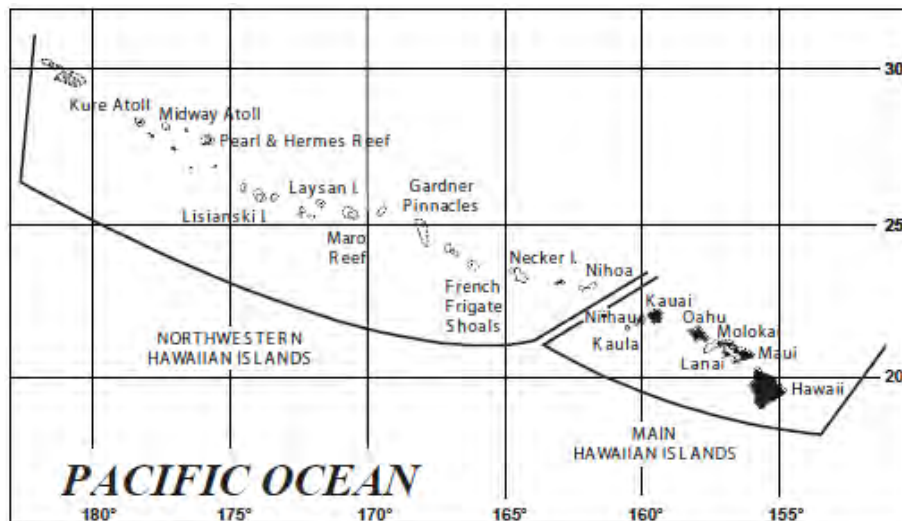 30
Kure Atoll
Midway Atoll
Pearl & Hermes Reef
Laysan I.
Lisianski I.
Gardner
Pinnacles
25
Maro
Reef
Necker I.
Nihoa
French
Frigate
Shoals
Kauai
Niihau
Oahu
Molokai
Kaula
Lanai
Maui
NORTHWESTERN
HAWAIIAN ISLANDS
20
Hawaii
MAIN
HAWAIIAN ISLANDS
PACIFIC OCEAN
180°
175°
170°
165°
160°
155°